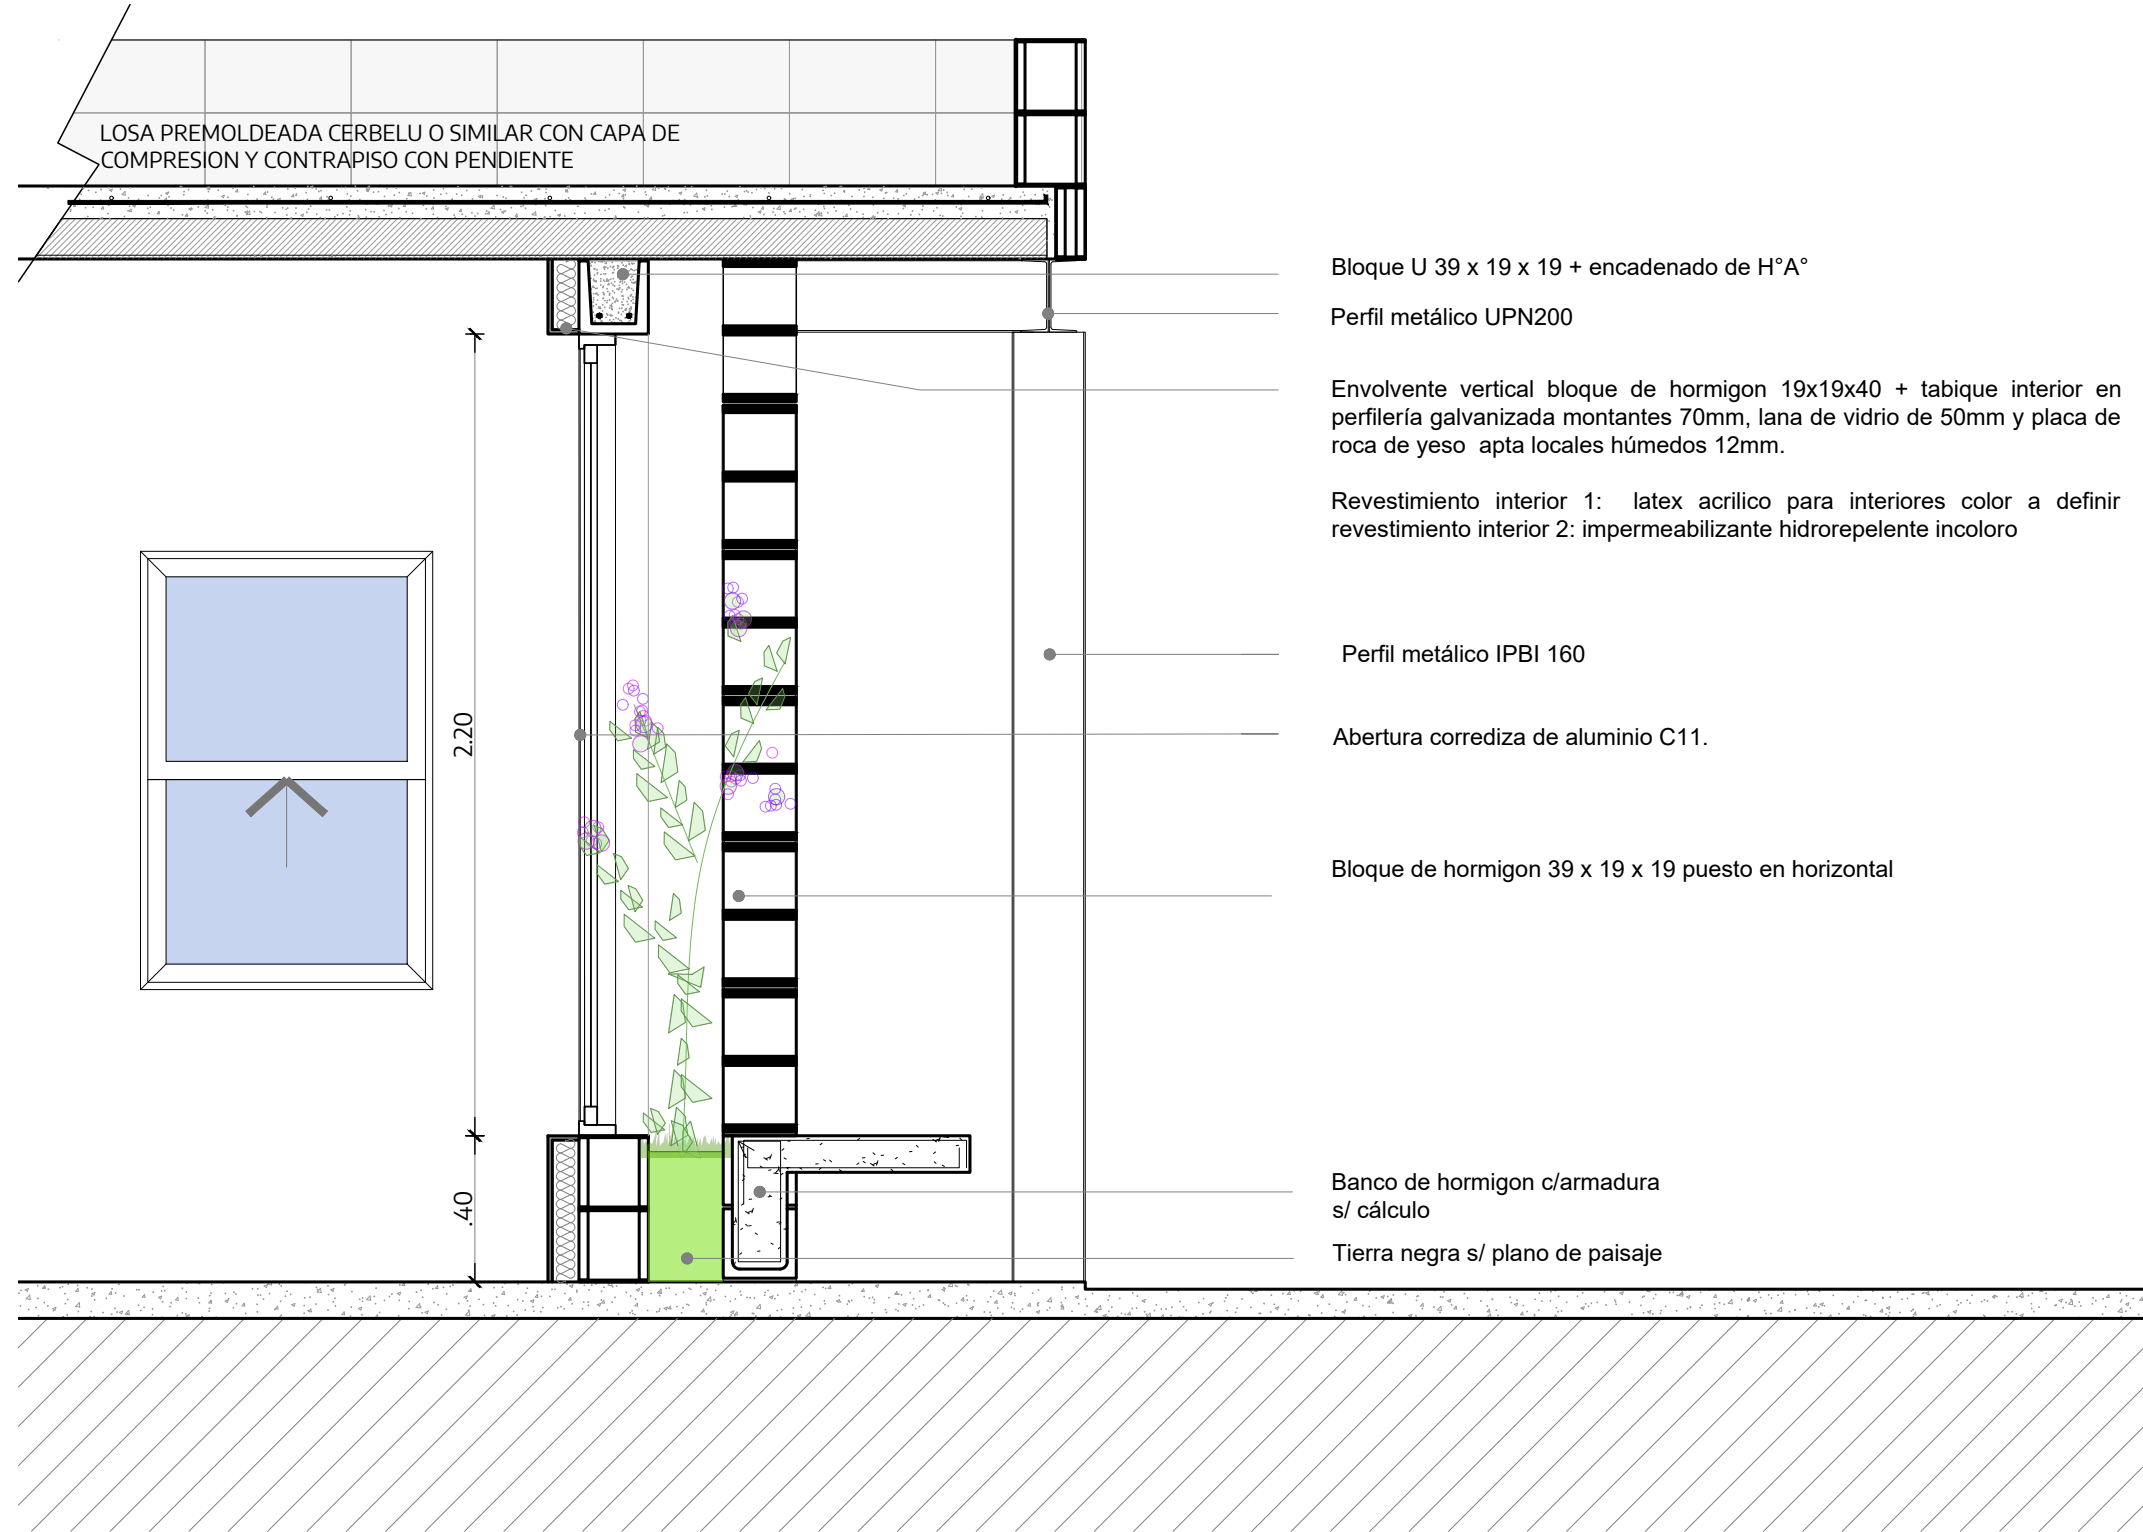 LOSA PREMOLDEADA CERBELU O SIMILAR CON CAPA DE
COMPRESION Y CONTRAPISO CON PENDIENTE
Bloque U 39 x 19 x 19 + encadenado de H°A°
Perfil metálico UPN200
Envolvente vertical bloque de hormigon 19x19x40 + tabique interior en
perfilería galvanizada montantes 70mm, lana de vidrio de 50mm y placa de
roca de yeso apta locales húmedos 12mm.
Revestimiento interior 1: latex acrilico para interiores color a definir
revestimiento interior 2: impermeabilizante hidrorepelente incoloro
Perfil metálico IPBI 160
2.20
Abertura corrediza de aluminio C11.
Bloque de hormigon 39 x 19 x 19 puesto en horizontal
.40
Banco de hormigon c/armadura
s/ cálculo
Tierra negra s/ plano de paisaje